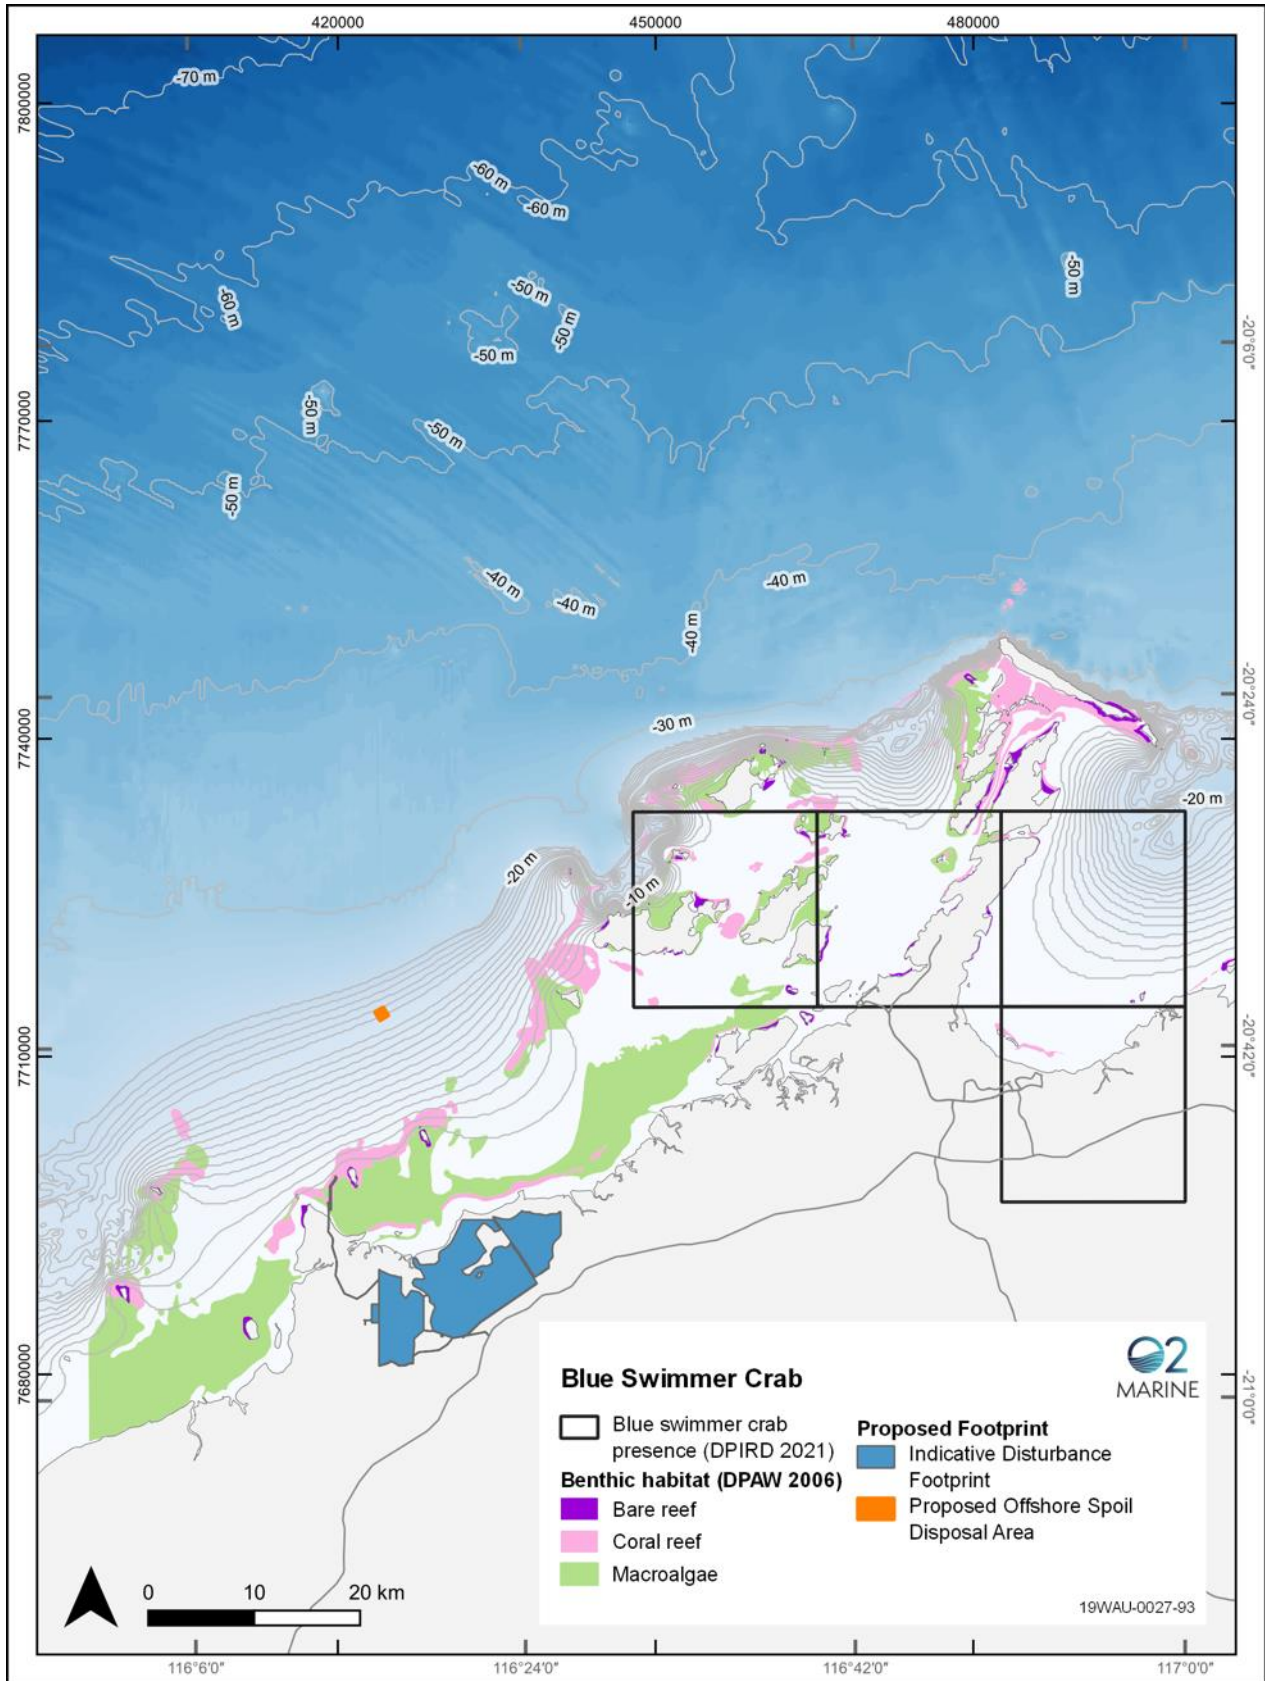 420000
450000
480000
7800000
-70 m
-60 m
-60 m
-50 m
-60 m
-50 m
-50 m
-50 m
-20°6'0"
7770000
-50 m
-50 m
-50 m
-40 m
-40 m
-40 m
-40 m
-20°24'0"
7740000
-30 m
-20 m
-20 m
-10 m
7710000
-20°42'0"
7680000
-21°0'0"
Blue Swimmer Crab
O2
MARINE
Blue swimmer crab
presence (DPIRD 2021)
Benthic habitat (DPAW 2006)
Bare reef
Coral reef
Macroalgae
Proposed Footprint
Indicative Disturbance
Footprint
Proposed Offshore Spoil
Disposal Area
19WAU-0027-93
0 10 20 km
116°6'0"
116°24'0"
116°42'0"
117°0'0"